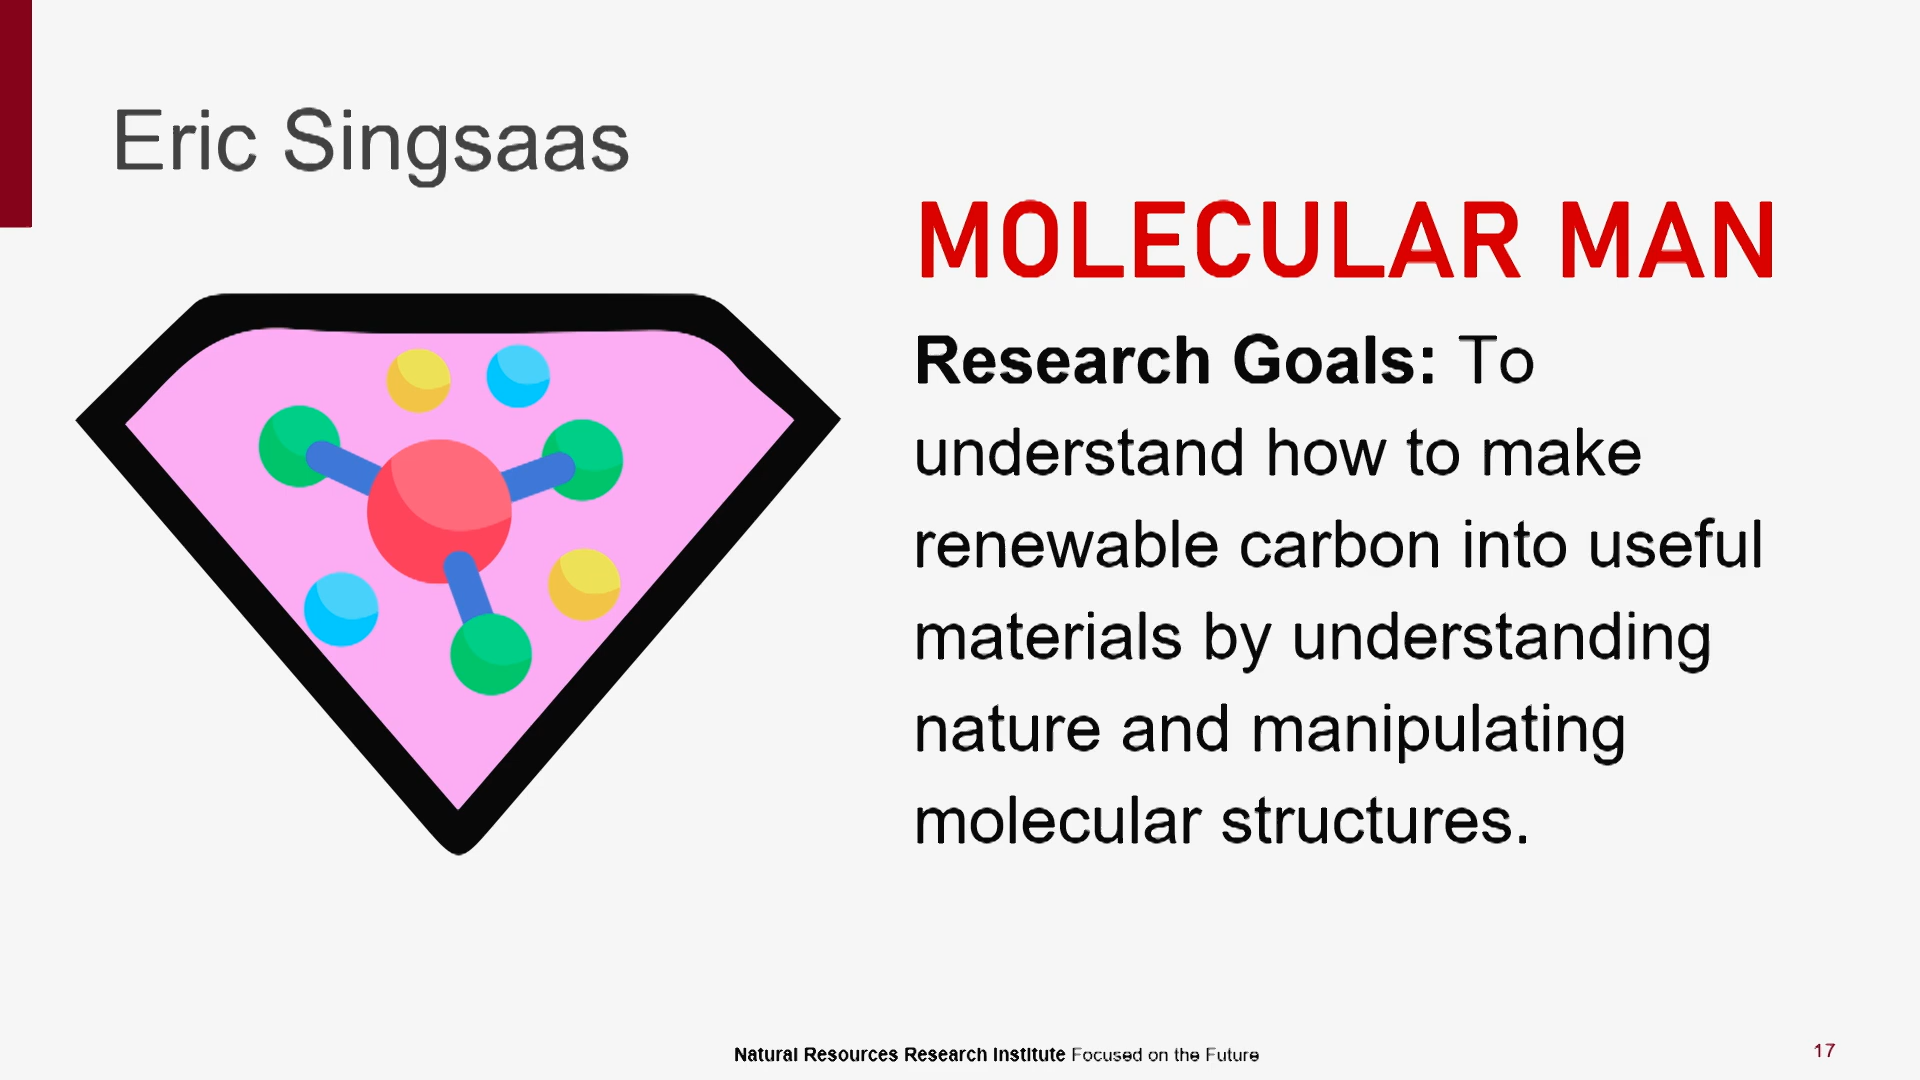 Eric Singsaas
MOLECULAR MAN
Research Goals: To
understand how to make
renewable carbon into useful
materials by understanding
nature and manipulating
molecular structures.
Natural Resources Research Institute Focused on the Future
17